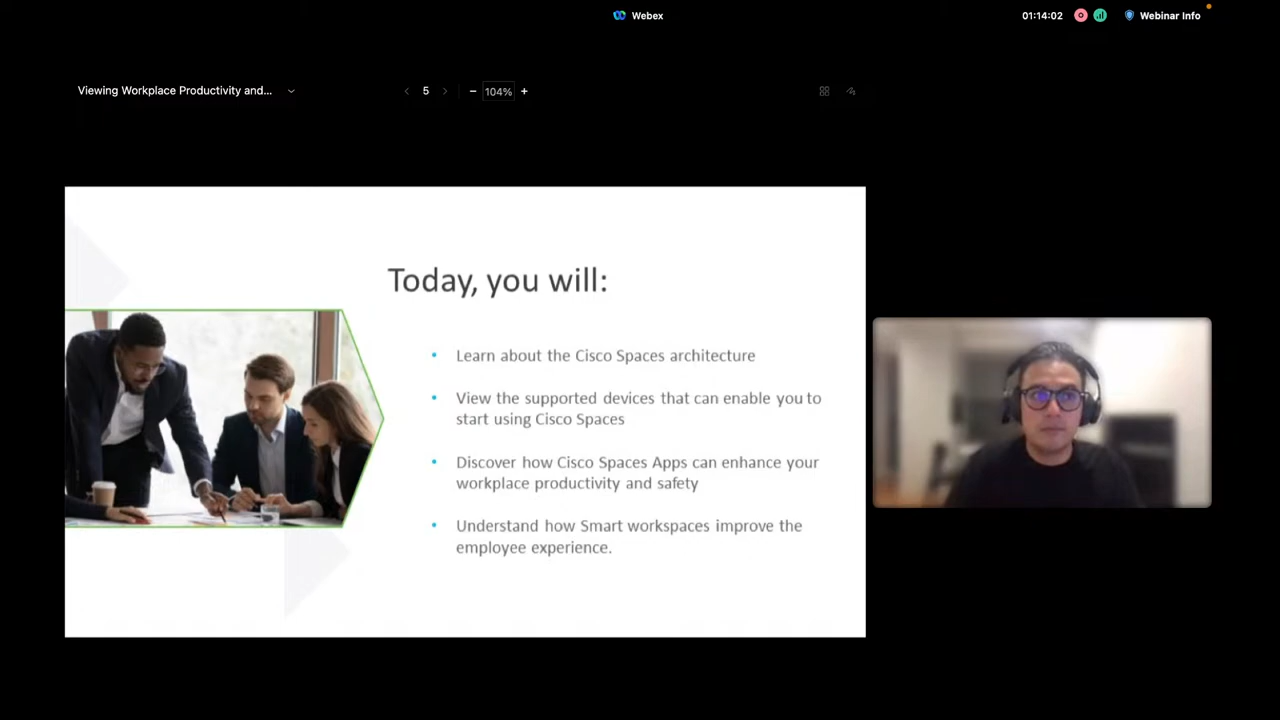 Webex
01:14:02
Webinar Info
Viewing Workplace Productivity and...
5
104%
Today, you will:
• Learn about the Cisco Spaces architecture
• View the supported devices that can enable you to
start using Cisco Spaces
• Discover how Cisco Spaces Apps can enhance your
workplace productivity and safety
• Understand how Smart workspaces improve the
employee experience.